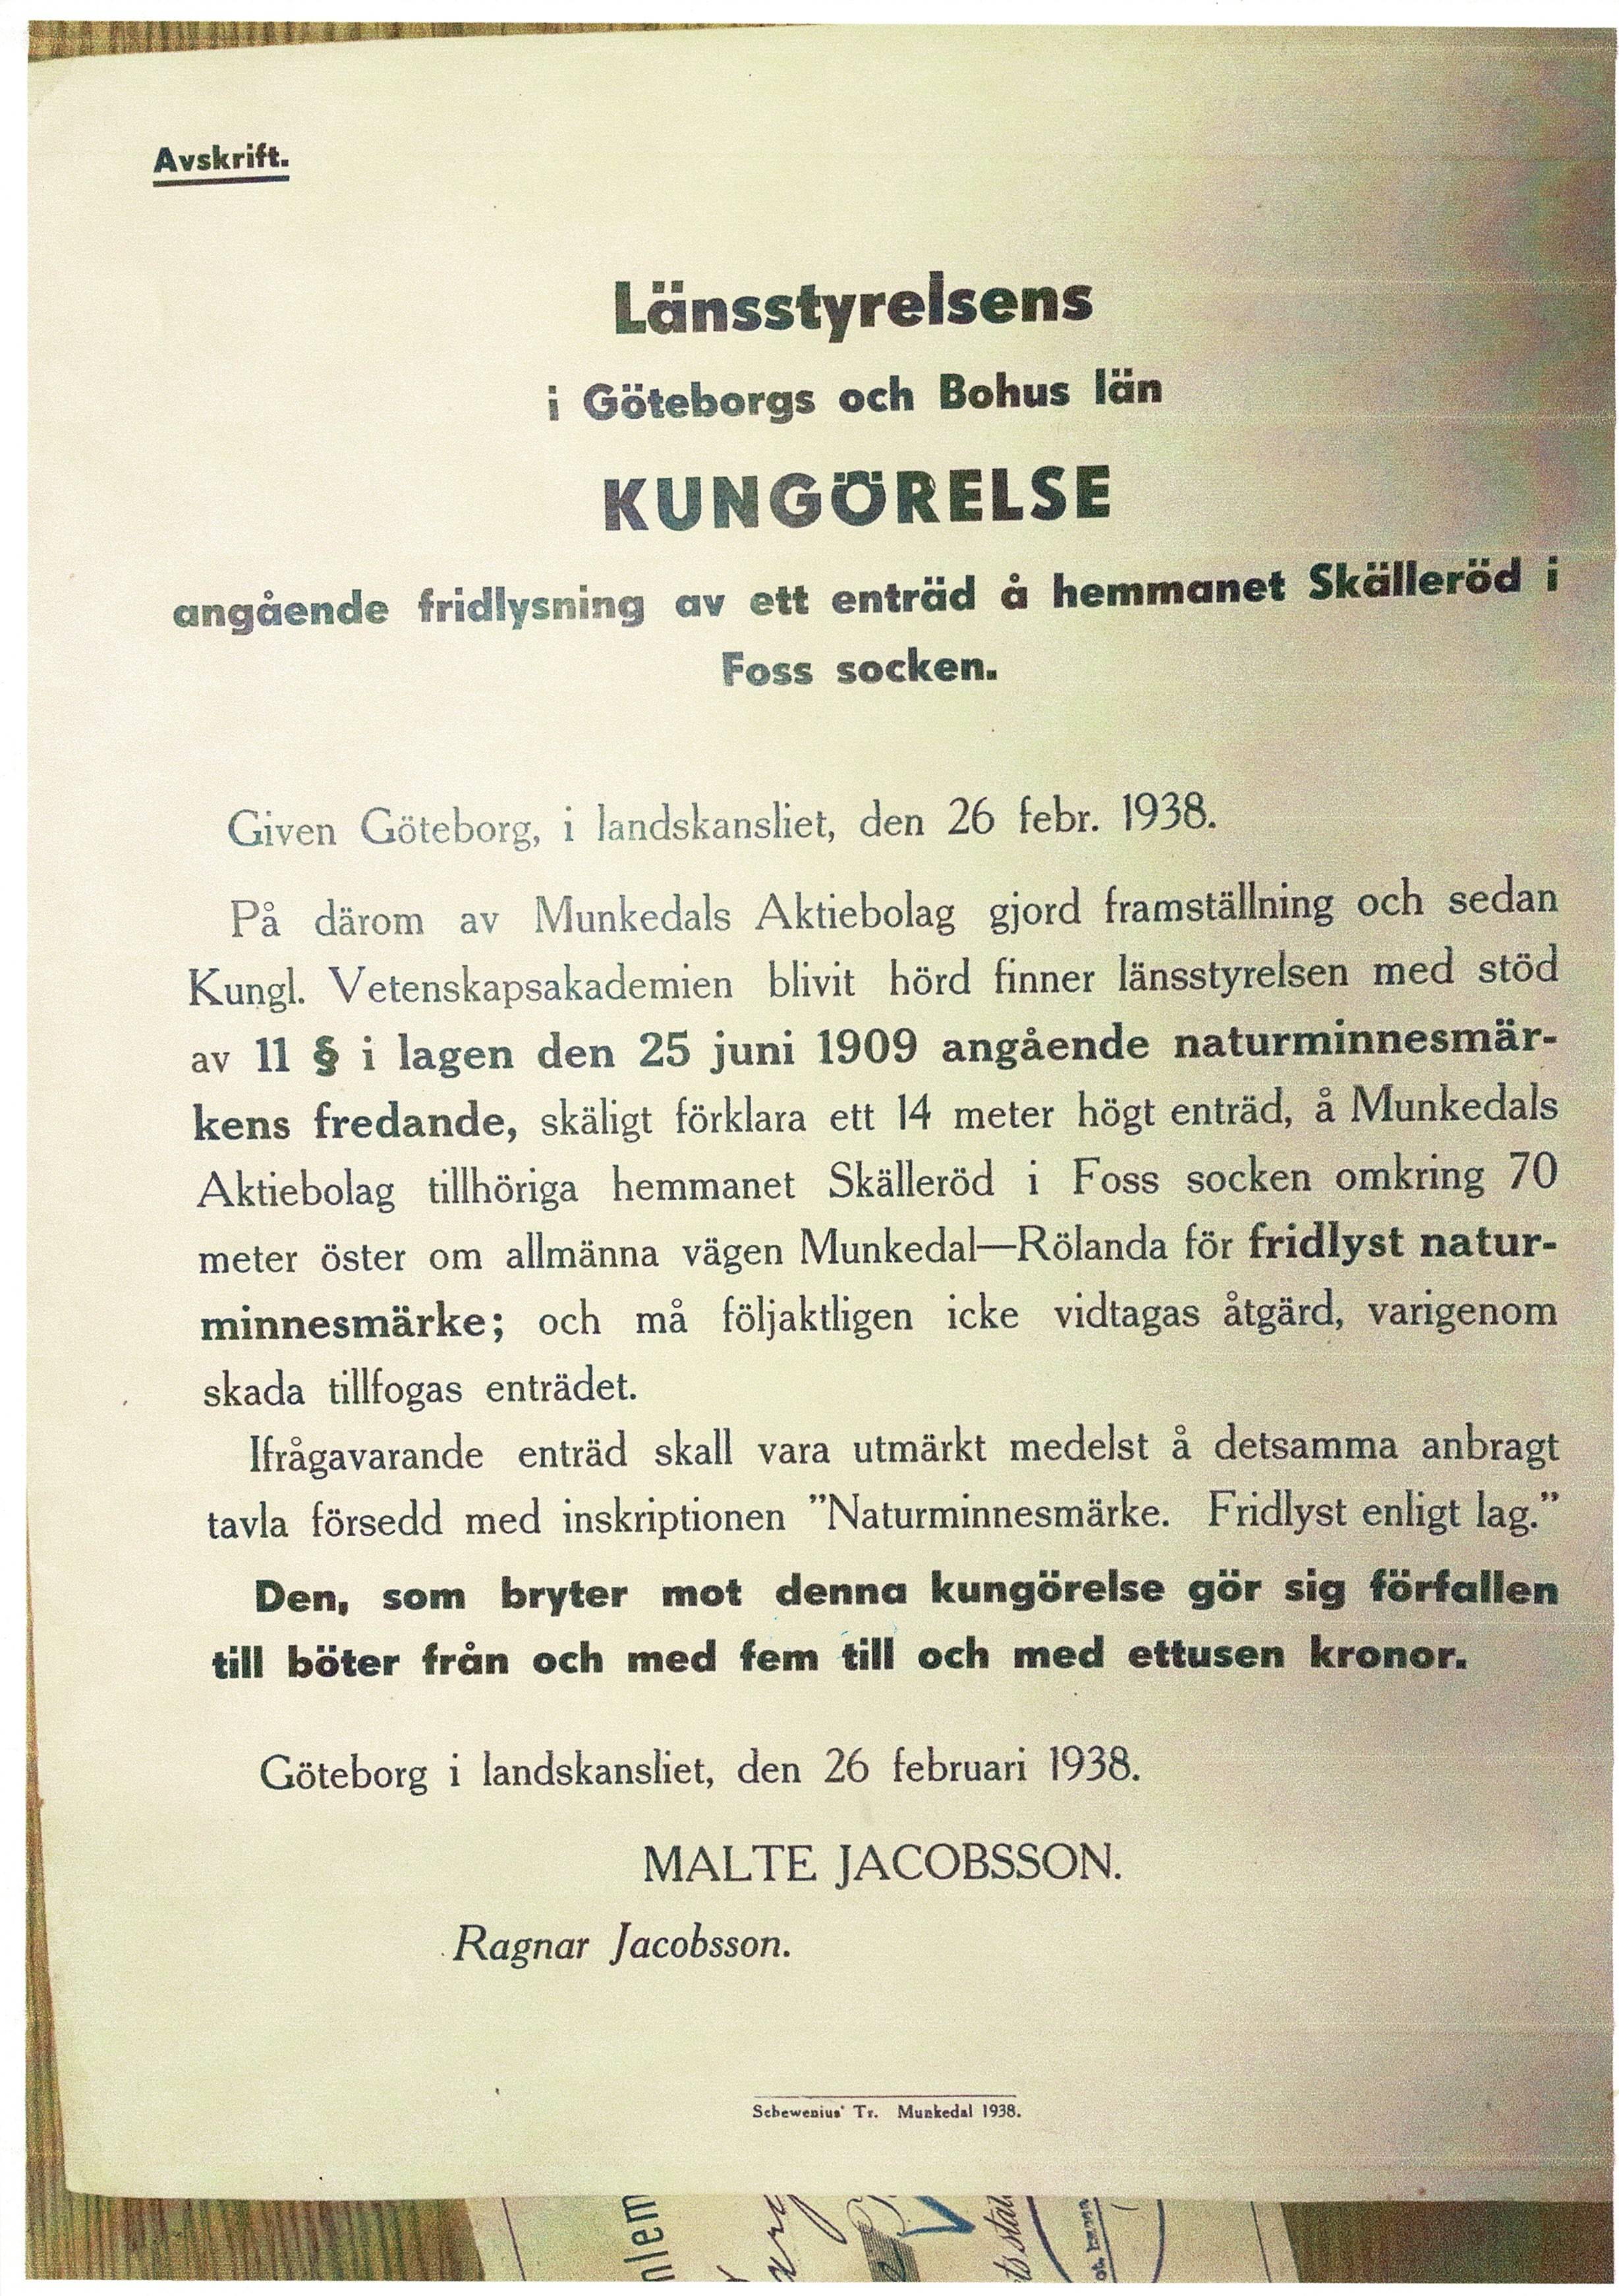 Avskrift.
Länsstyrelsens
i Göteborgs och Bohus län
KUNGÖRELSE
angående fridlysning av ett enträd å hemmanet Skälleröd i
Foss socken.
Given Göteborg, i landskansliet, den 26 febr. 1938.
På därom av Munkedals Aktiebolag gjord framställning och sedan
Kungl. Vetenskapsakademien blivit hörd finner länsstyrelsen med stöd
av 11 § i lagen den 25 juni 1909 angående naturminnesmär-
kens fredande, skäligt förklara ett 14 meter högt enträd, å Munkedals
Aktiebolag tillhöriga hemmanet Skälleröd i Foss socken omkring 70
meter öster om allmänna vägen Munkedal—Rölanda för fridlyst natur-
minnesmärke; och må följaktligen icke vidtagas åtgärd, varigenom
skada tillfogas enträdet.
Ifrågavarande enträd skall vara utmärkt medelst å detsamma anbragt
tavla försedd med inskriptionen ”Naturminnesmärke. Fridlyst enligt lag.”
Den, som bryter mot denna kungörelse gör sig förfallen
till böter från och med fem till och med ettusen kronor.
Göteborg i landskansliet, den 26 februari 1938.
MALTE JACOBSSON.
Ragnar Jacobsson.
Schewenius' Tr. Munkedal 1938.